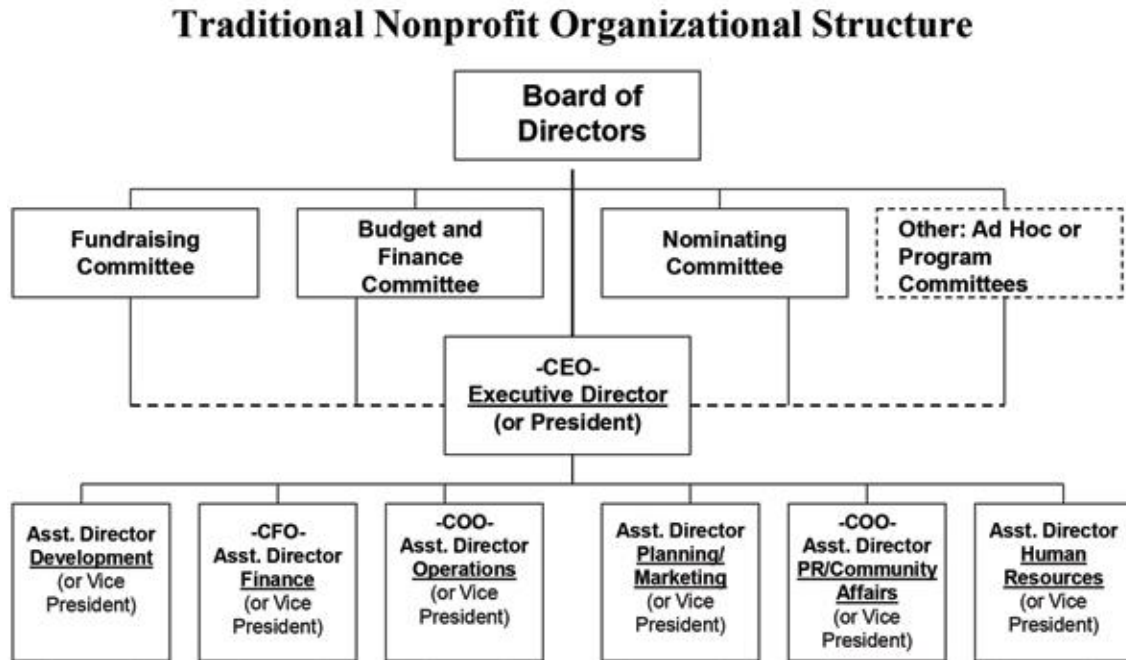 Traditional Nonprofit Organizational Structure
Board of
Directors
Fundraising
Committee
Budget and
Finance
Committee
Nominating
Committee
Other: Ad Hoc or
Program
Committees
-CEO-
Executive Director
(or President)
Asst. Director
Development
(or Vice
President)
-CFO-
Asst. Director
Finance
(or Vice
President)
-COO-
Asst. Director
Operations
(or Vice
President)
Asst. Director
Planning/
Marketing
(or Vice
President)
-COO-
Asst. Director
PR/Community
Affairs
(or Vice
President)
Asst. Director
Human
Resources
(or Vice
President)